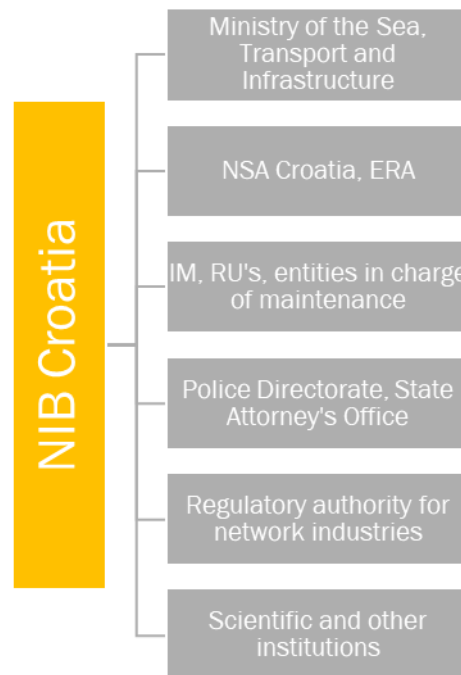 NIB Croatia
Ministry of the Sea,
Transport and
Infrastructure
NSA Croatia, ERA
IM, RU's, entities in charge
of maintenance
Police Directorate, State
Attorney's Office
Regulatory authority for
network industries
Scientific and other
institutions